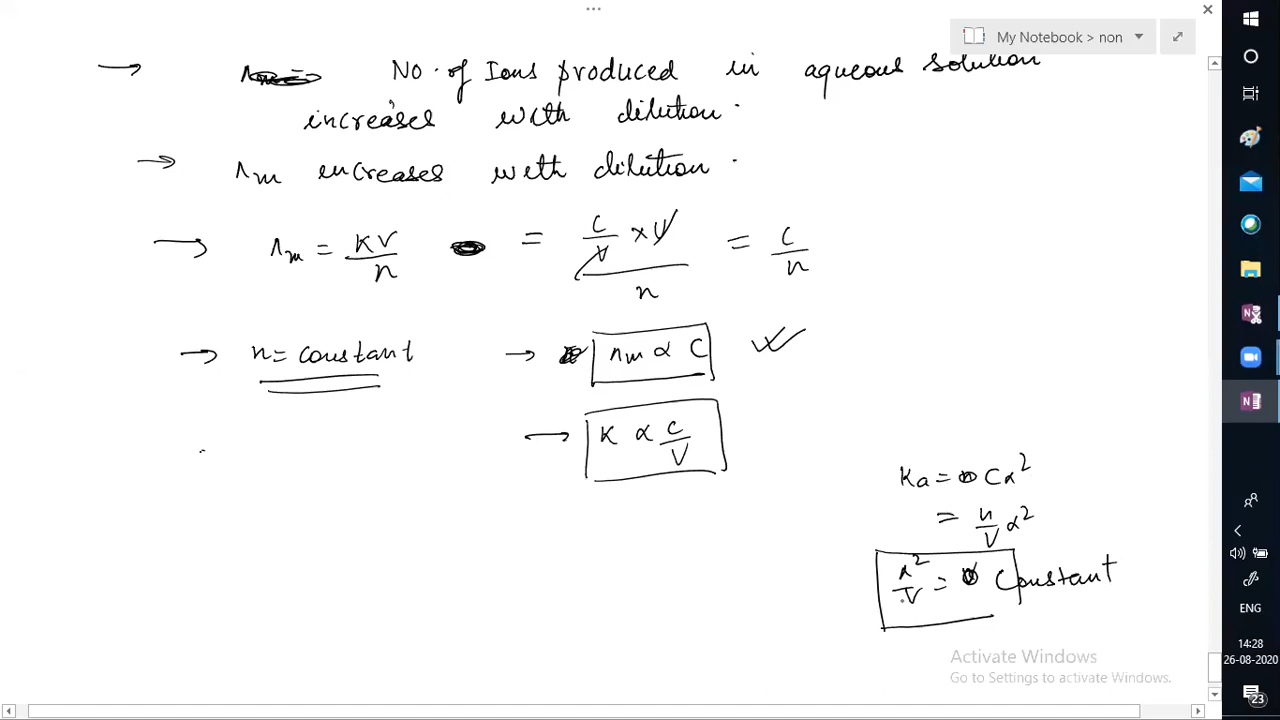 ...
My Notebook > non
→ No. of Ions produced in aqueous solution
increases with dilution.
→ Λm increases with dilution.
→ Λm = KV/n = C/V × V/n = C/n
→ n = constant → Λm ∝ C
→ K ∝ C/V
Ka = Cα²
= n/V α²
α²/V = Constant
Activate Windows
Go to Settings to activate Windows.
ENG
14:28
26-08-2020
23